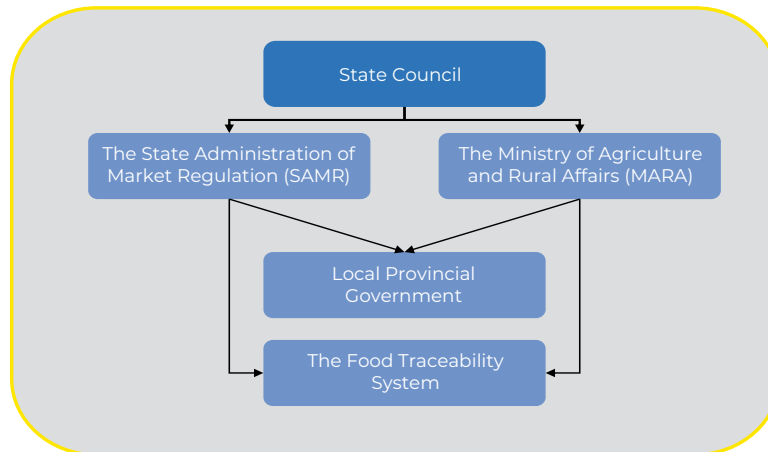 State Council
The State Administration of
Market Regulation (SAMR)
The Ministry of Agriculture
and Rural Affairs (MARA)
Local Provincial
Government
The Food Traceability
System